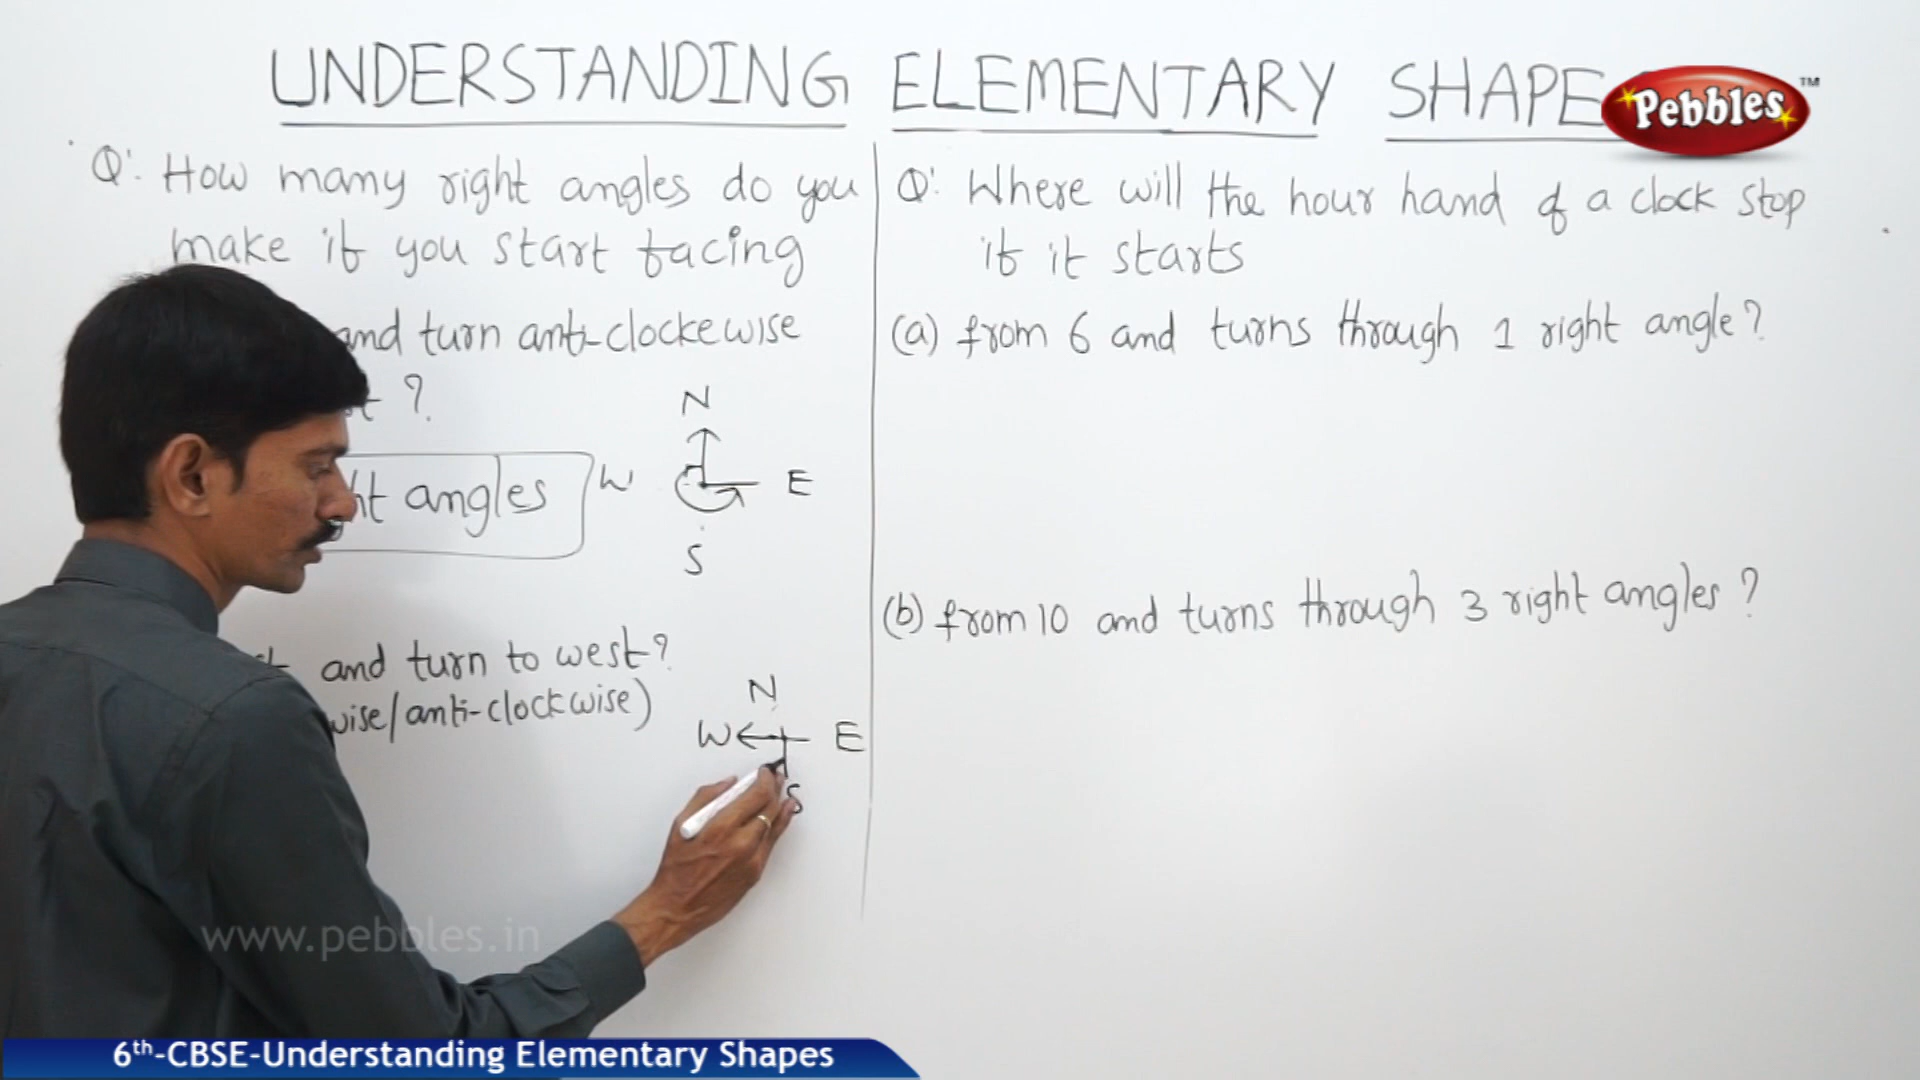 UNDERSTANDING ELEMENTARY SHAPE
Pebbles
TM
Q: How many right angles do you
make if you start facing
and turn anti-clockewise
?
N
angles
W
E
S
and turn to west?
wise/anti-clockwise)
N
W
E
S
Q: Where will the hour hand of a clock stop
if it starts
(a) from 6 and turns through 1 right angle?
(b) from 10 and turns through 3 right angles?
www.pebbles.in
6th-CBSE-Understanding Elementary Shapes